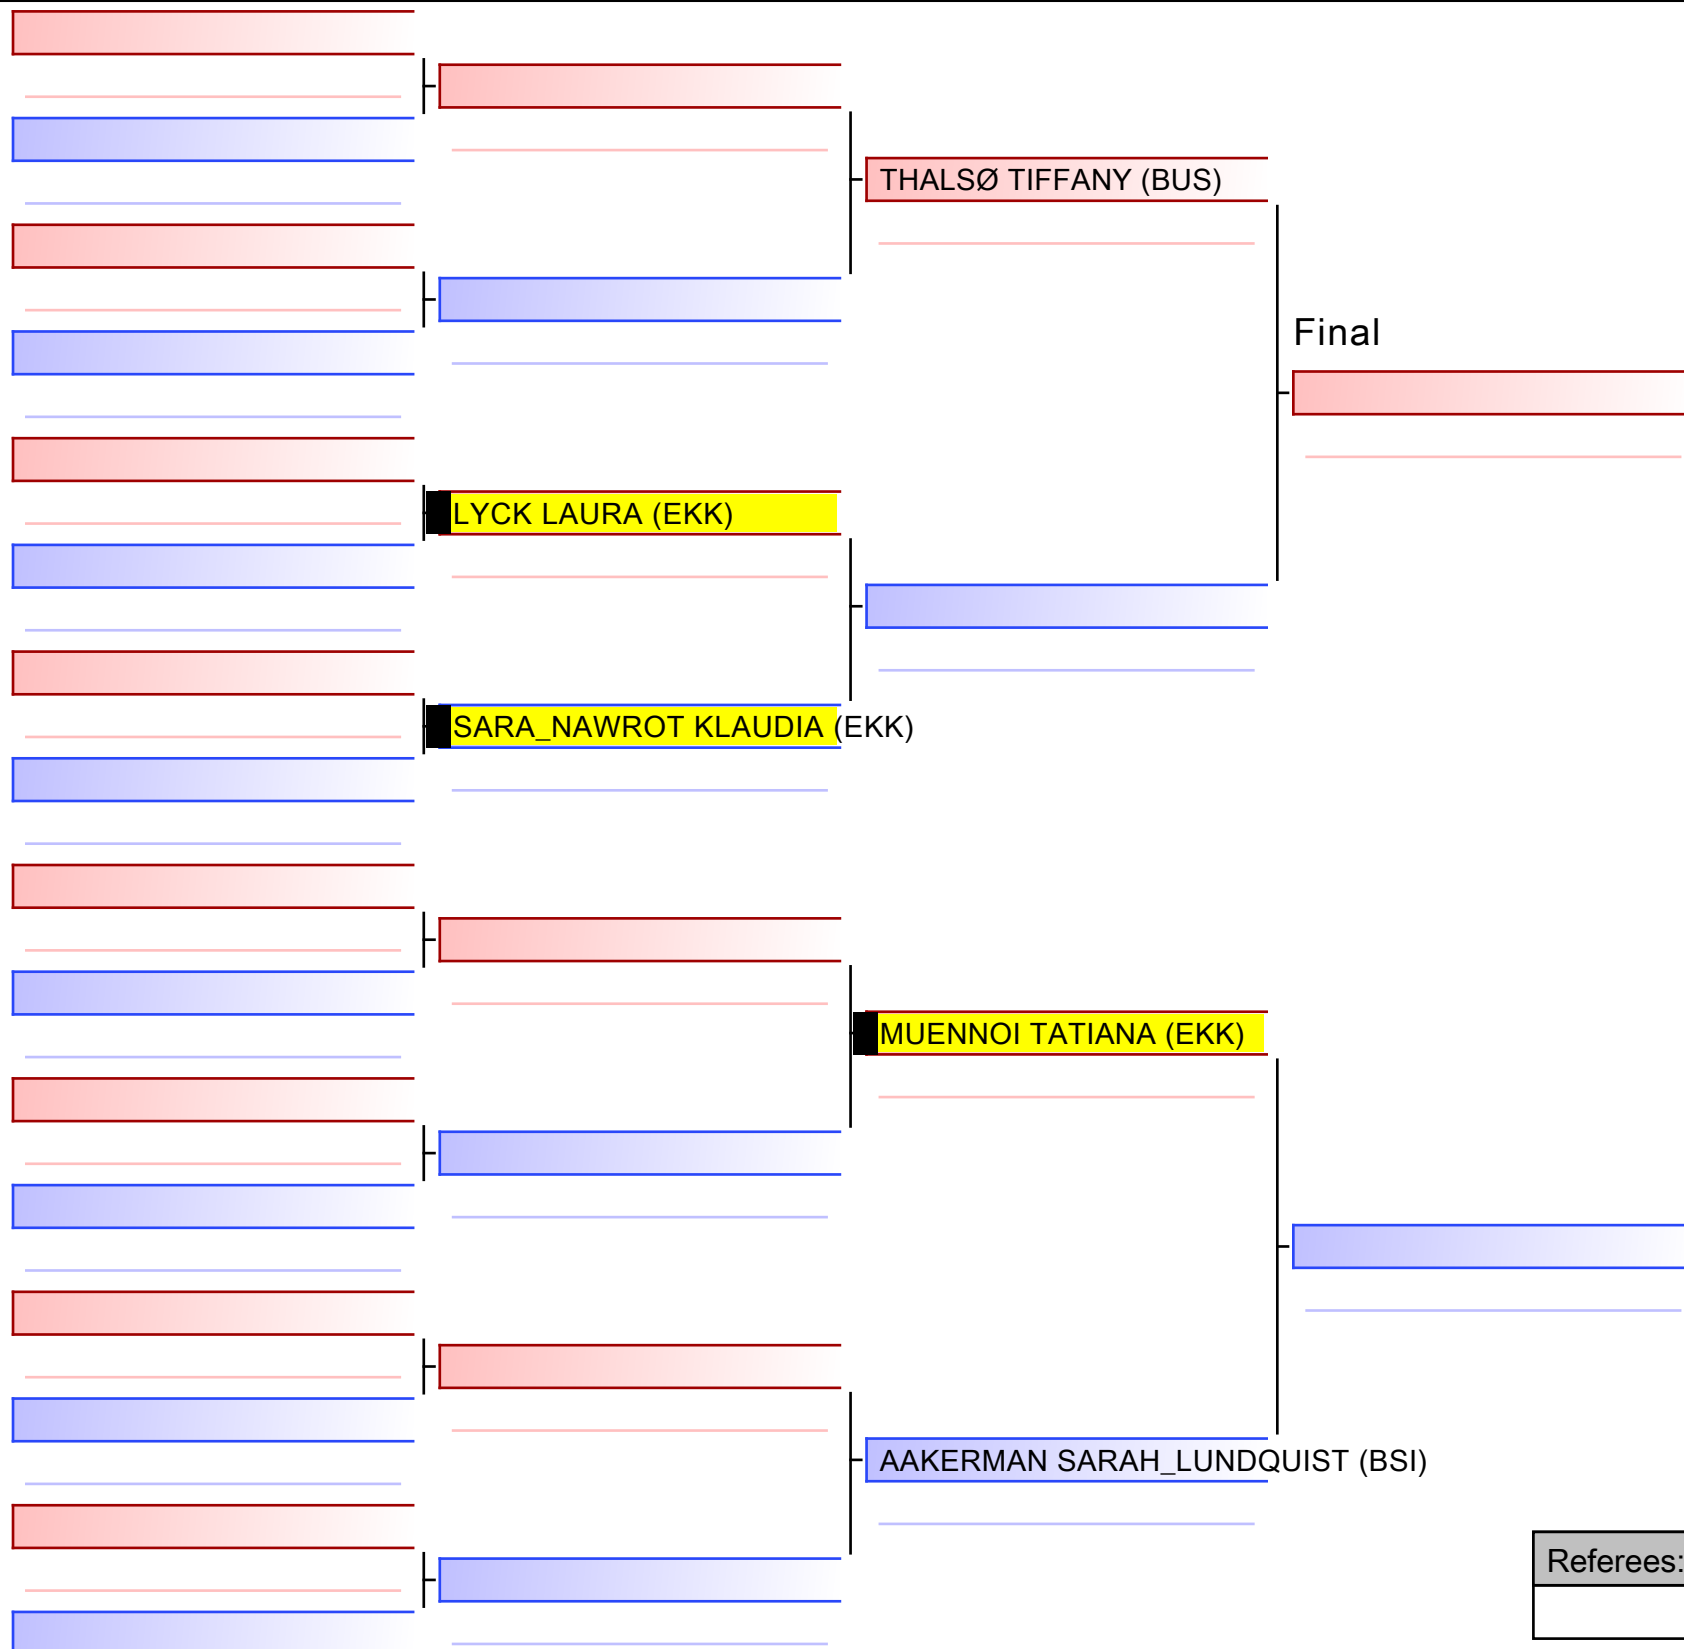 THALSØ TIFFANY (BUS)
Final
LYCK LAURA (EKK)
SARA_NAWROT KLAUDIA (EKK)
MUENNOI TATIANA (EKK)
AAKERMAN SARAH_LUNDQUIST (BSI)
Referees: